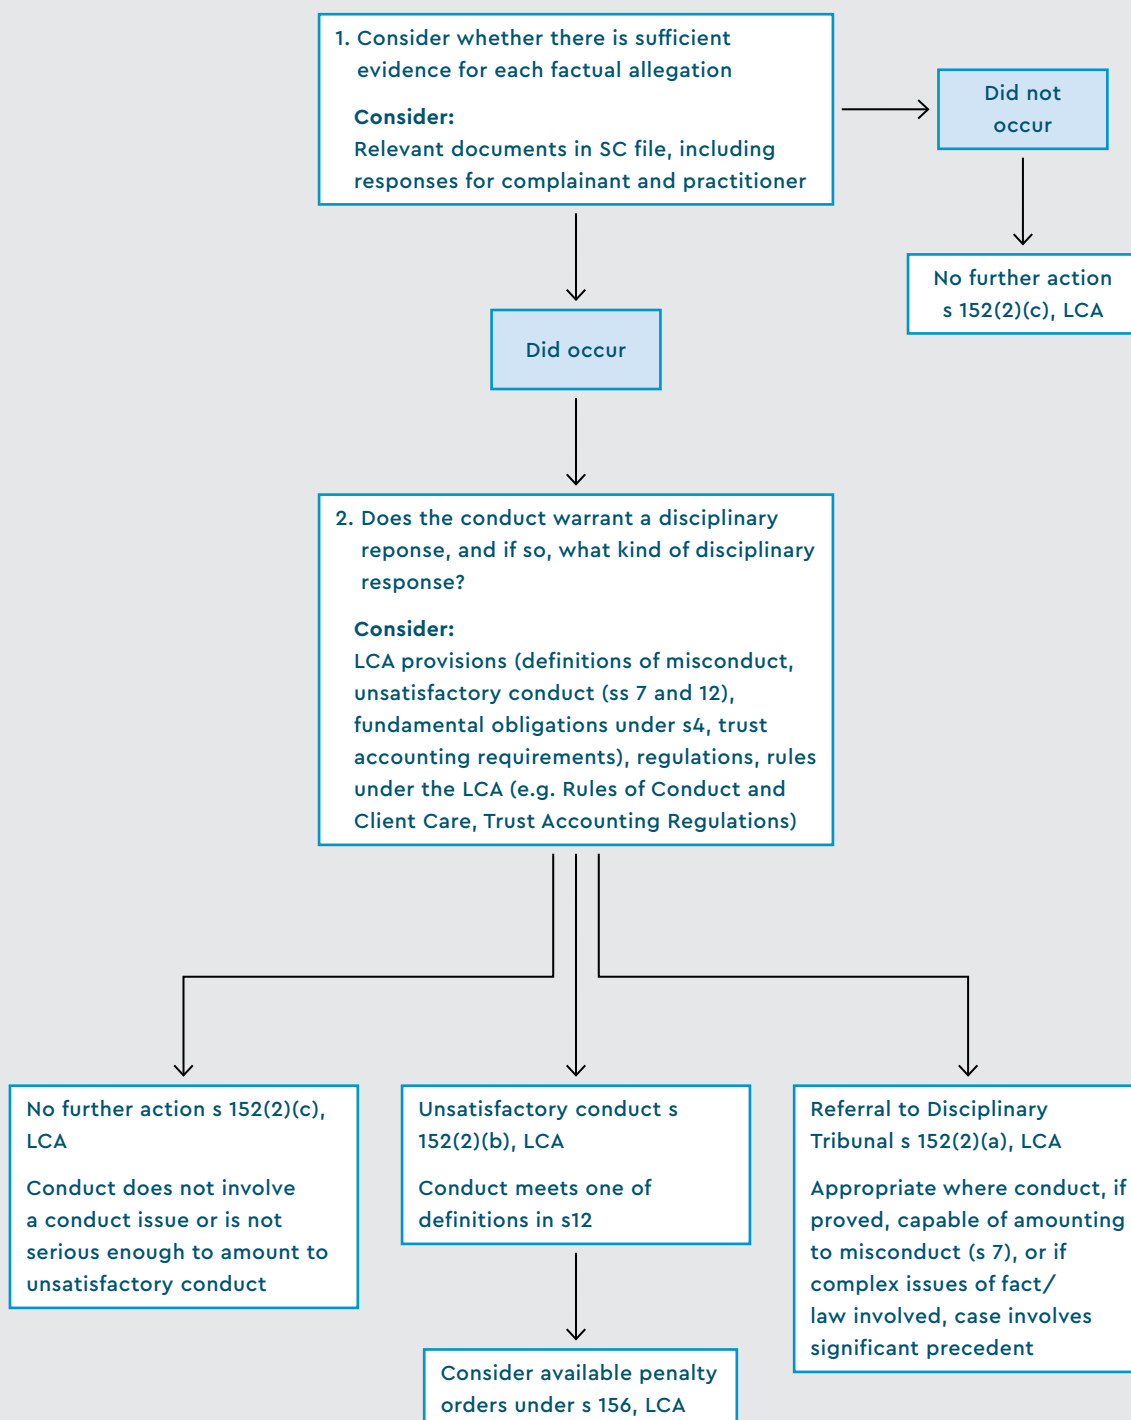 1. Consider whether there is sufficient
evidence for each factual allegation
Consider:
Relevant documents in SC file, including
responses for complainant and practitioner
Did not
occur
No further action
s 152(2)(c), LCA
Did occur
2. Does the conduct warrant a disciplinary
reponse, and if so, what kind of disciplinary
response?
Consider:
LCA provisions (definitions of misconduct,
unsatisfactory conduct (ss 7 and 12),
fundamental obligations under s4, trust
accounting requirements), regulations, rules
under the LCA (e.g. Rules of Conduct and
Client Care, Trust Accounting Regulations)
No further action s 152(2)(c),
LCA
Conduct does not involve
a conduct issue or is not
serious enough to amount to
unsatisfactory conduct
Unsatisfactory conduct s
152(2)(b), LCA
Conduct meets one of
definitions in s12
Consider available penalty
orders under s 156, LCA
Referral to Disciplinary
Tribunal s 152(2)(a), LCA
Appropriate where conduct, if
proved, capable of amounting
to misconduct (s 7), or if
complex issues of fact/
law involved, case involves
significant precedent